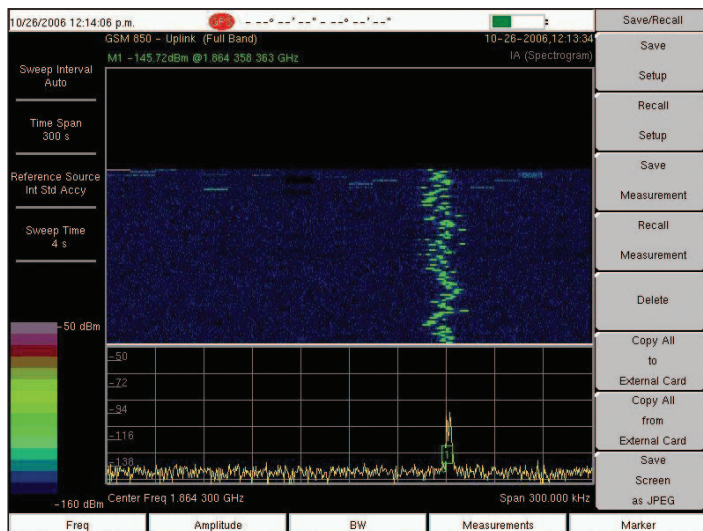 10/26/2006 12:14:06 p.m.
GPS
- --° --'--" - --° --'--"
Save/Recall
GSM 850 - Uplink (Full Band)
10-26-2006,12:13:34
M1 -145.72dBm @1.864 358 363 GHz
IA (Spectrogram)
Sweep Interval
Auto
Time Span
300 s
Reference Source
Int Std Accy
Sweep Time
4 s
-50 dBm
-160 dBm
-50
-72
-94
-116
-138
1
Center Freq 1.864 300 GHz
Span 300.000 kHz
Save
Setup
Recall
Setup
Save
Measurement
Recall
Measurement
Delete
Copy All
to
External Card
Copy All
from
External Card
Save
Screen
as JPEG
Freq
Amplitude
BW
Measurements
Marker